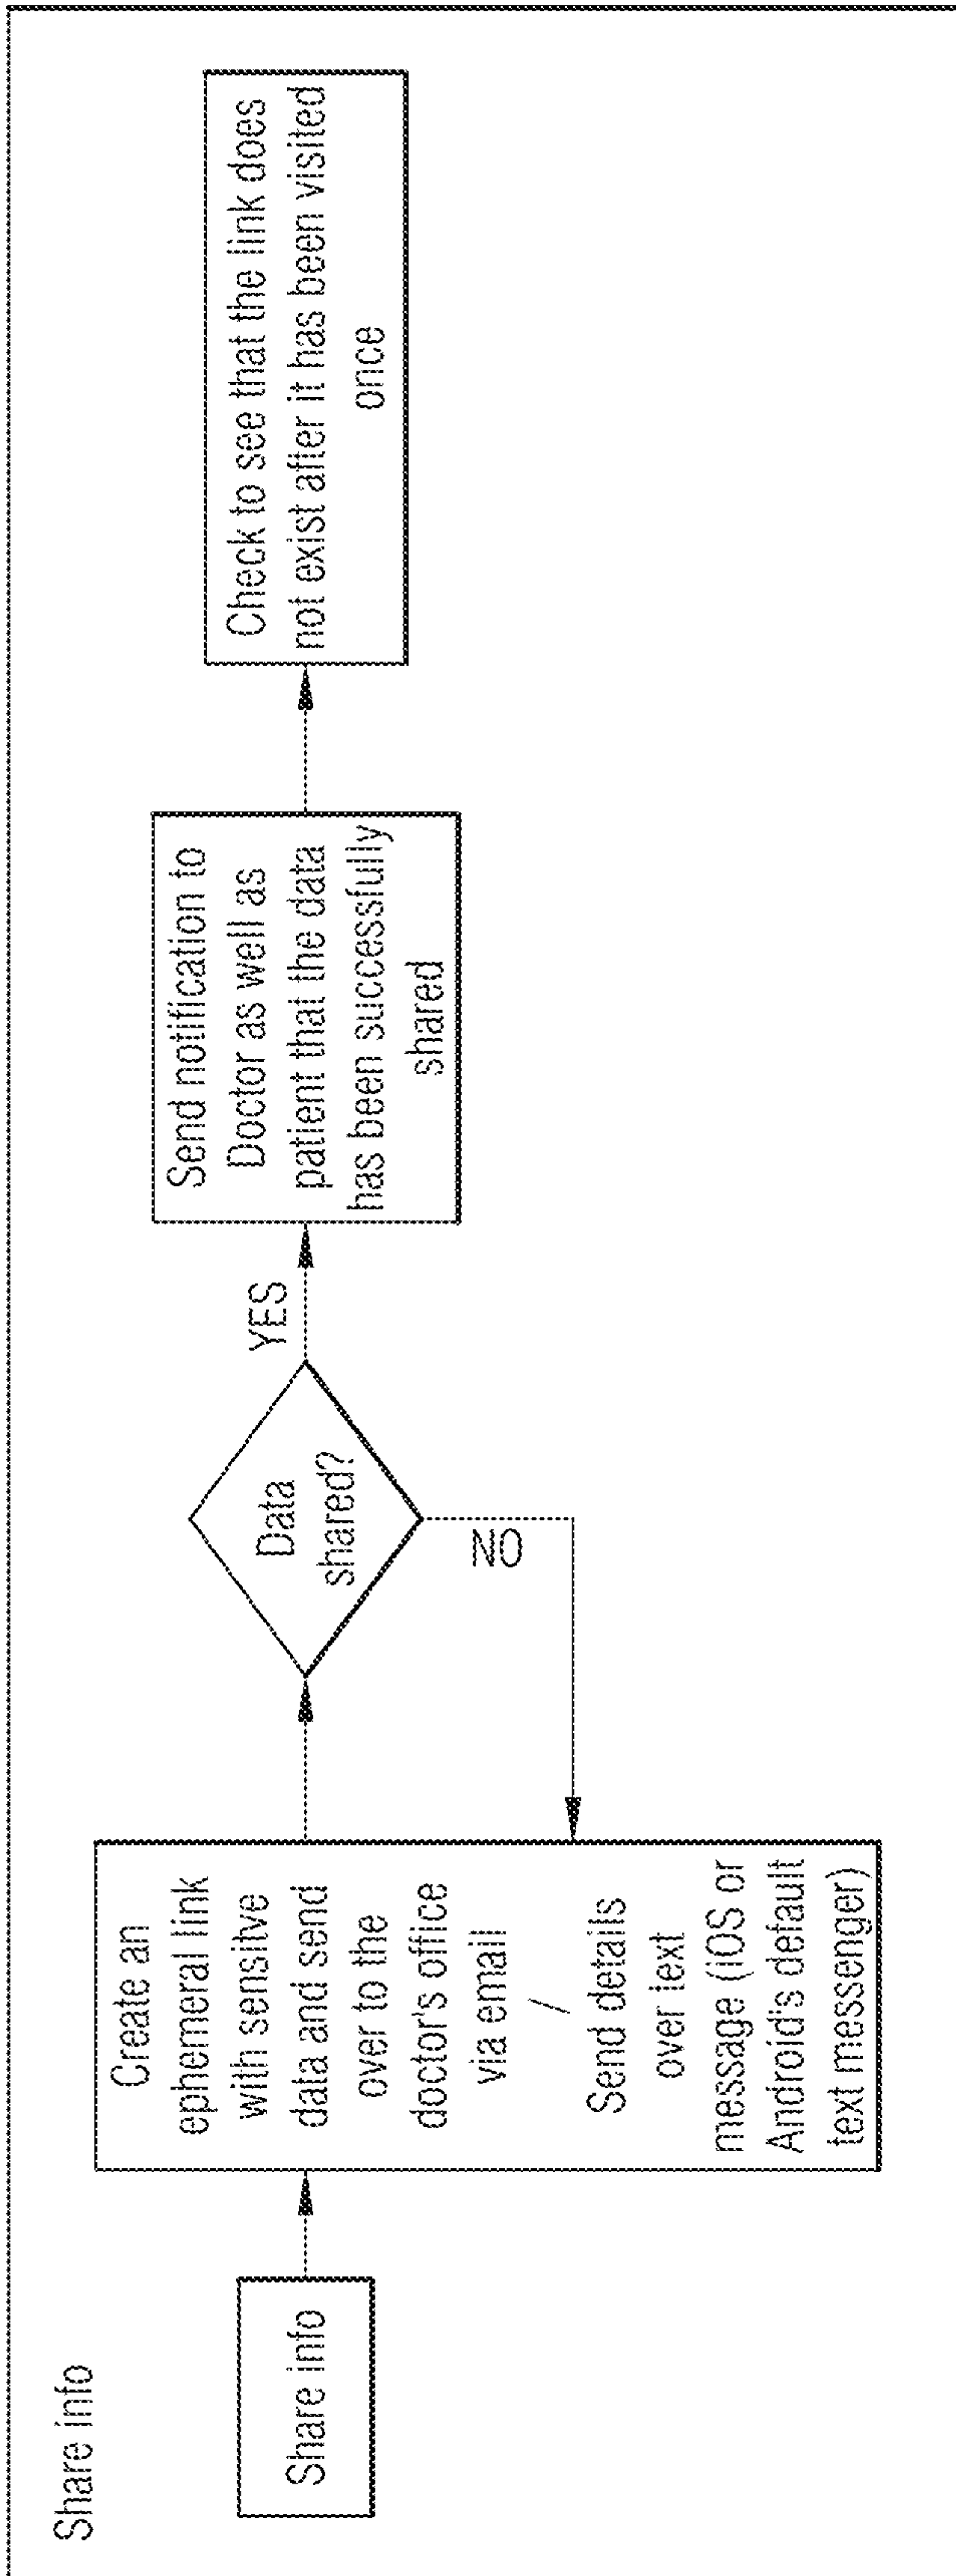 Share info
Share info
Create an
ephemeral link
with sensitve
data and send
over to the
doctor's office
via email
/
Send details
over text
message (iOS or
Android's default
text messenger)
Data
shared?
YES
NO
Send notification to
Doctor as well as
patient that the data
has been successfully
shared
Check to see that the link does
not exist after it has been visited
once